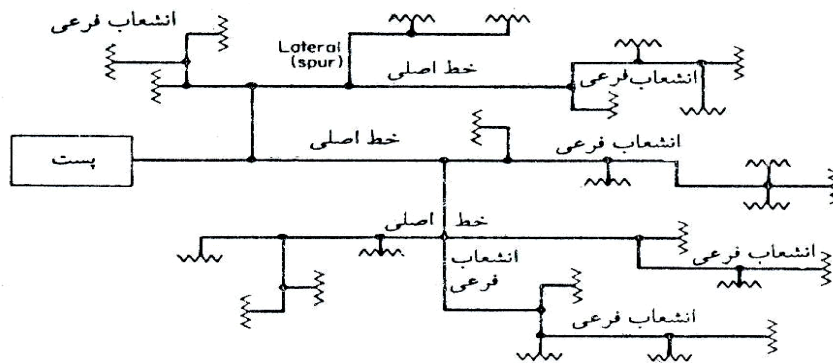 انشعاب فرعی
Lateral
(spur)
خط اصلی
انشعاب فرعی
پست
خط اصلی
انشعاب فرعی
خط اصلی
انشعاب
فرعی
انشعاب فرعی
انشعاب فرعی